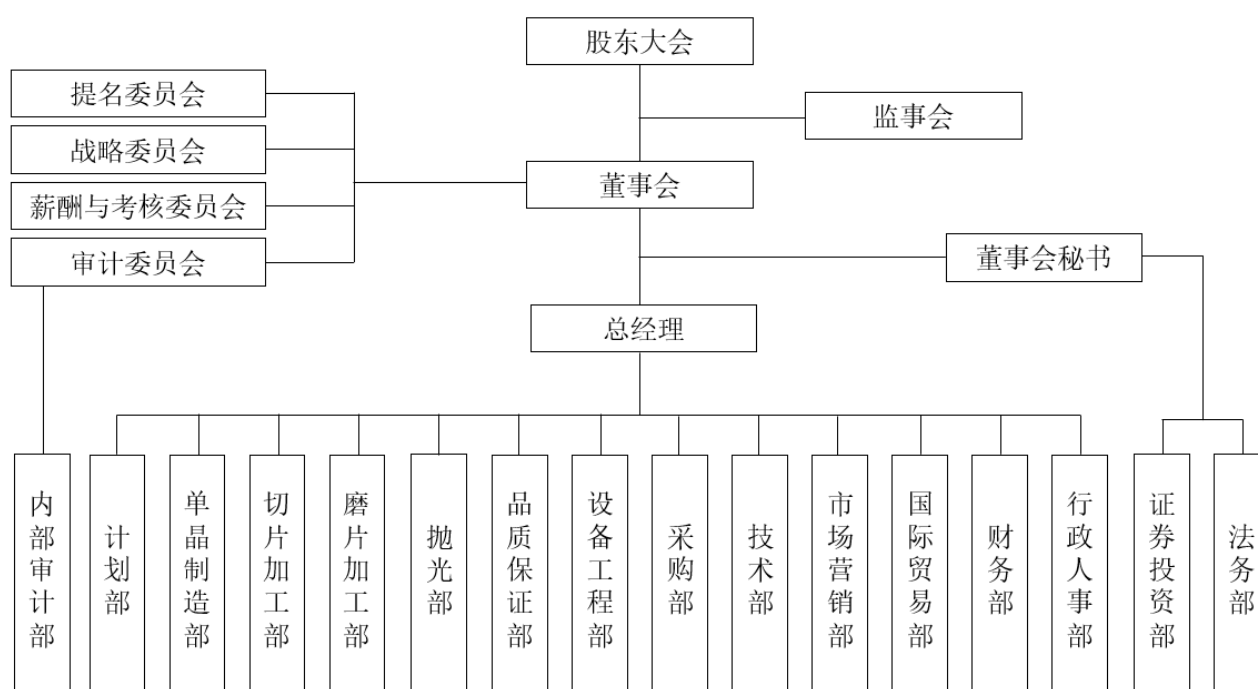 股东大会
提名委员会
监事会
战略委员会
董事会
薪酬与考核委员会
审计委员会
董事会秘书
总经理
内部审计部
计划部
单晶制造部
切片加工部
磨片加工部
抛光部
品质保证部
设备工程部
采购部
技术部
市场营销部
国际贸易部
财务部
行政人事部
证券投资部
法务部